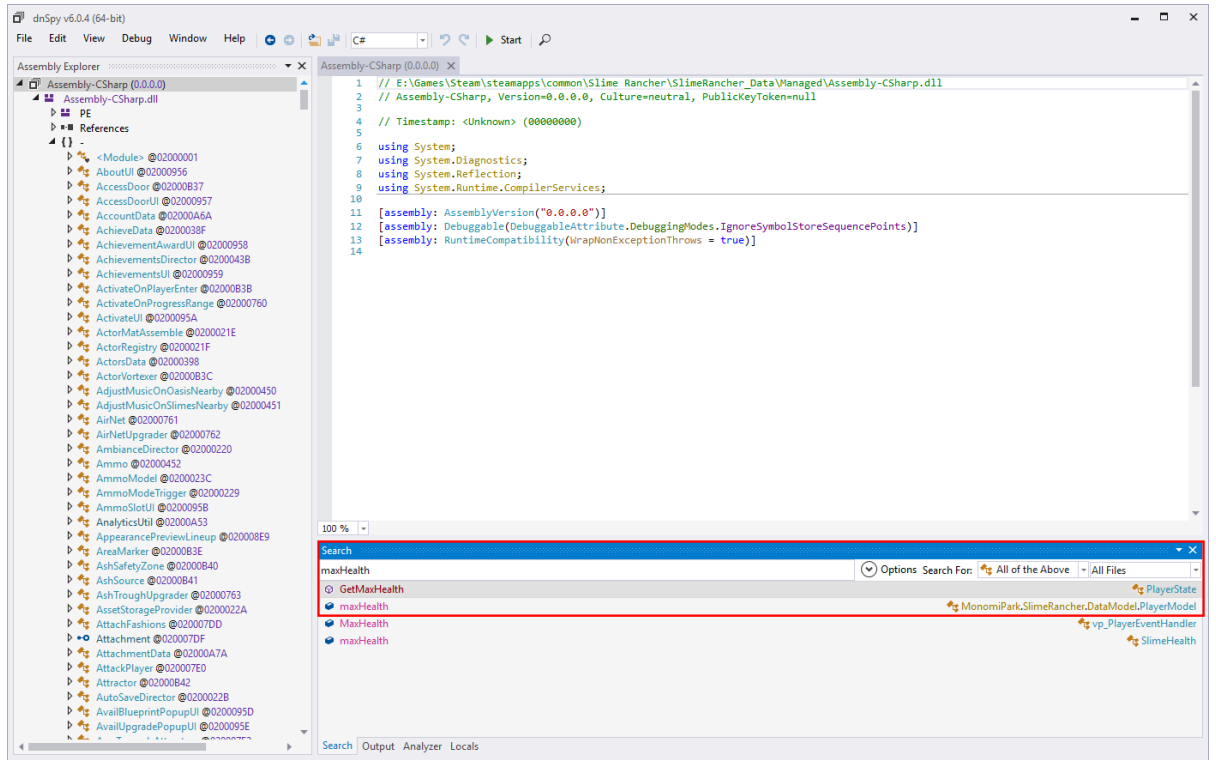 dnSpy v6.0.4 (64-bit)
File Edit View Debug Window Help C# Start
Assembly Explorer
Assembly-CSharp (0.0.0.0)
Assembly-CSharp.dll
PE
References
{ } -
<Module> @02000001
AboutUI @02000956
AccessDoor @02000B37
AccessDoorUI @02000957
AccountData @02000A6A
AchieveData @0200038F
AchievementAwardUI @02000958
AchievementsDirector @0200043B
AchievementsUI @02000959
ActivateOnPlayerEnter @02000B3B
ActivateOnProgressRange @02000760
ActivateUI @0200095A
ActorMatAssemble @0200021E
ActorRegistry @0200021F
ActorsData @02000398
ActorVortexer @02000B3C
AdjustMusicOnOasisNearby @02000450
AdjustMusicOnSlimesNearby @02000451
AirNet @02000761
AirNetUpgrader @02000762
AmbianceDirector @02000220
Ammo @02000452
AmmoModel @0200023C
AmmoModeTrigger @02000229
AmmoSlotUI @0200095B
AnalyticsUtil @02000A53
AppearancePreviewLineup @020008E9
AreaMarker @02000B3E
AshSafetyZone @02000B40
AshSource @02000B41
AshTroughUpgrader @02000763
AssetStorageProvider @0200022A
AttachFashions @020007DD
Attachment @020007DF
AttachmentData @02000A7A
AttackPlayer @020007E0
Attractor @02000B42
AutoSaveDirector @0200022B
AvailBlueprintPopupUI @0200095D
AvailUpgradePopupUI @0200095E
Assembly-CSharp (0.0.0.0)
1 // E:\Games\Steam\steamapps\common\Slime Rancher\SlimeRancher_Data\Managed\Assembly-CSharp.dll
2 // Assembly-CSharp, Version=0.0.0.0, Culture=neutral, PublicKeyToken=null
3
4 // Timestamp: <Unknown> (00000000)
5
6 using System;
7 using System.Diagnostics;
8 using System.Reflection;
9 using System.Runtime.CompilerServices;
10
11 [assembly: AssemblyVersion("0.0.0.0")]
12 [assembly: Debuggable(DebuggableAttribute.DebuggingModes.IgnoreSymbolStoreSequencePoints)]
13 [assembly: RuntimeCompatibility(WrapNonExceptionThrows = true)]
14
100 %
Search
maxHealth Options Search For: All of the Above All Files
GetMaxHealth PlayerState
maxHealth MonomiPark.SlimeRancher.DataModel.PlayerModel
MaxHealth vp_PlayerEventHandler
maxHealth SlimeHealth
Search Output Analyzer Locals